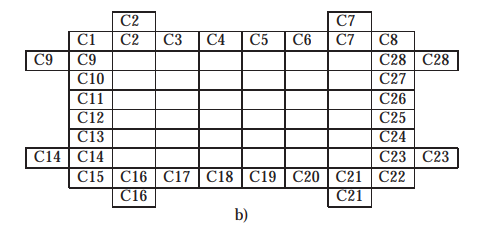 C2 C7
C1 C2 C3 C4 C5 C6 C7 C8
C9 C9 C28 C28
C10 C27
C11 C26
C12 C25
C13 C24
C14 C14 C23 C23
C15 C16 C17 C18 C19 C20 C21 C22
C16 C21
b)